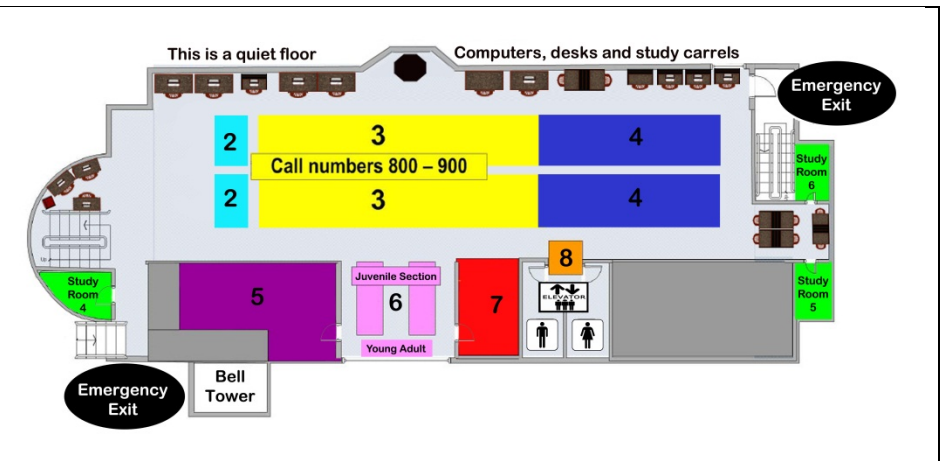 This is a quiet floor
Computers, desks and study carrels
Emergency
Exit
2
3
4
Call numbers 800 – 900
2
3
4
Study
Room
6
8
Study
Room
4
5
Juvenile Section
6
Young Adult
7
ELEVATOR
Study
Room
5
Emergency
Exit
Bell
Tower